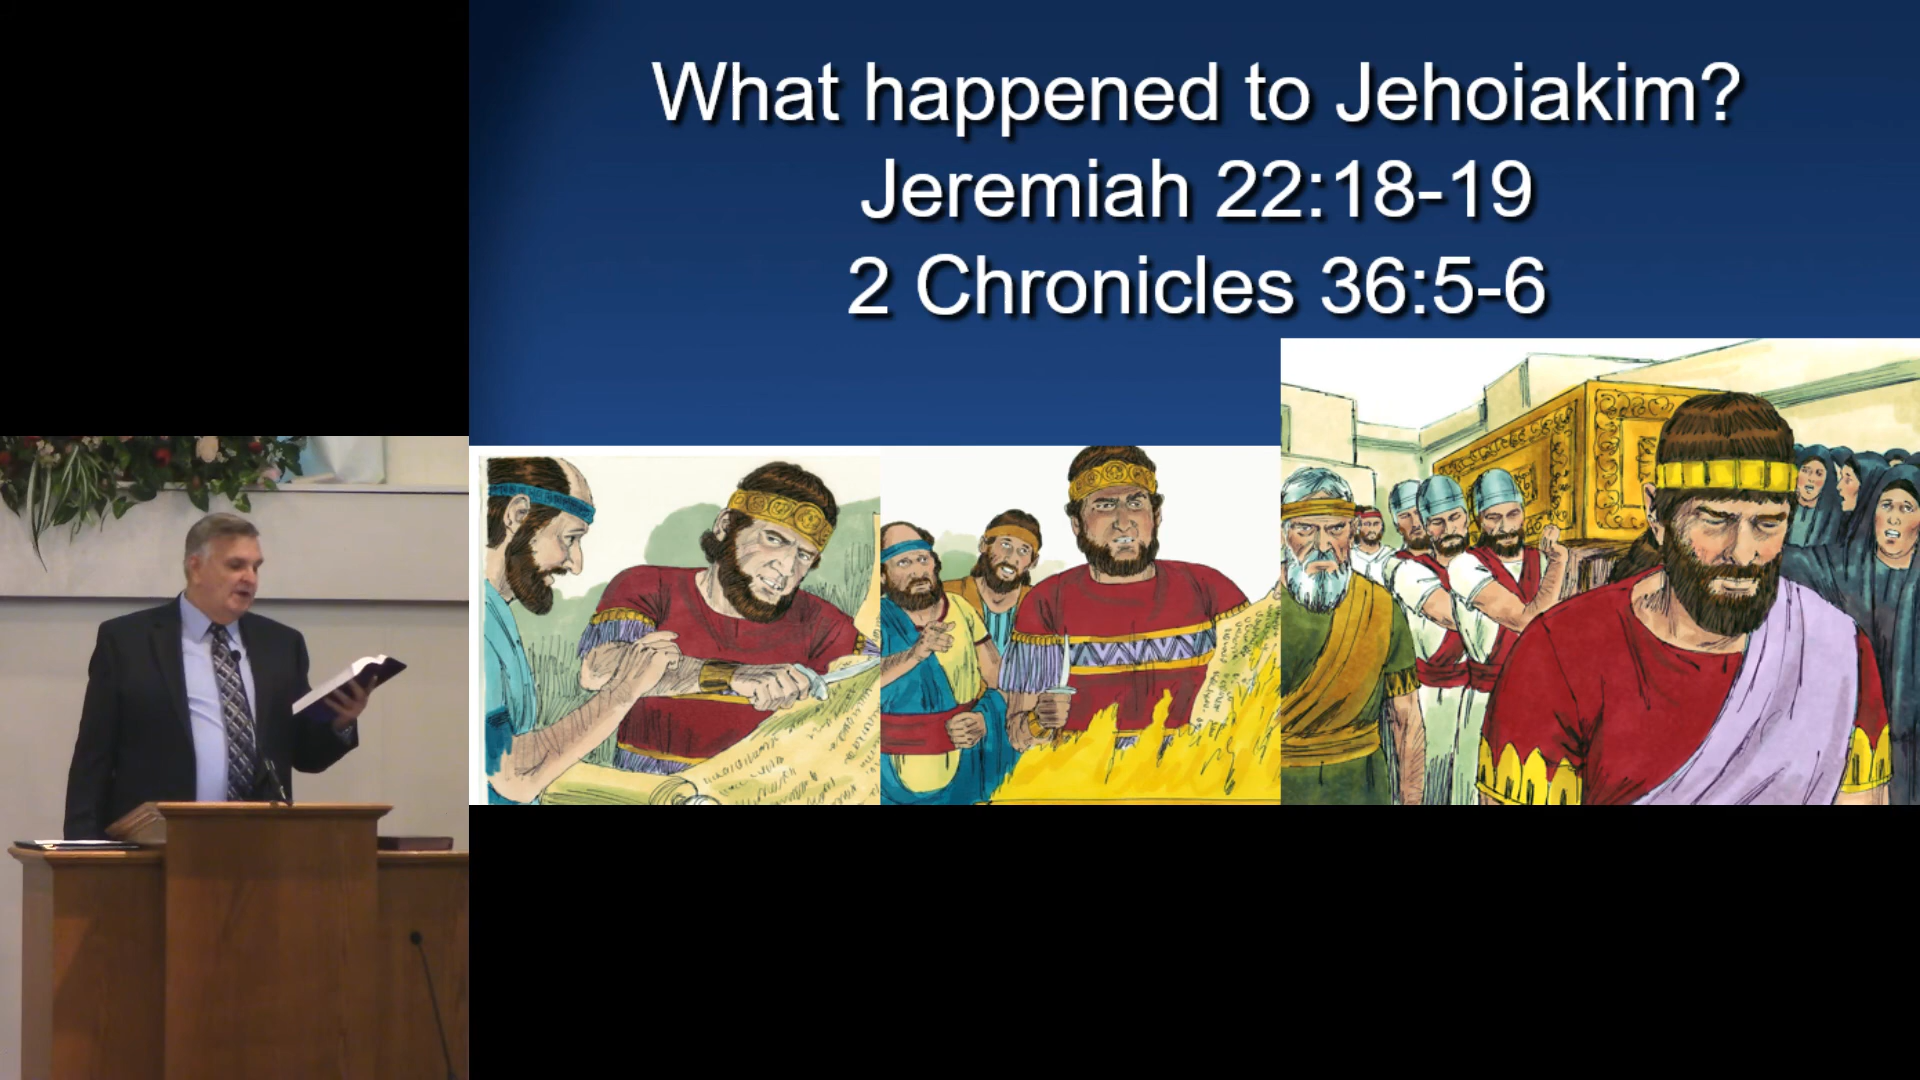 What happened to Jehoiakim?
Jeremiah 22:18-19
2 Chronicles 36:5-6